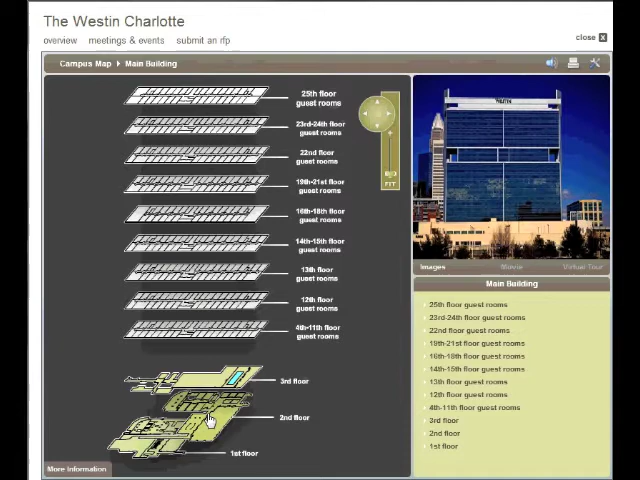 The Westin Charlotte
overview meetings & events submit an rfp
close X
Campus Map Main Building
25th floor
guest rooms
23rd-24th floor
guest rooms
22nd floor
guest rooms
19th-21st floor
guest rooms
16th-18th floor
guest rooms
14th-15th floor
guest rooms
13th floor
guest rooms
12th floor
guest rooms
4th-11th floor
guest rooms
3rd floor
2nd floor
1st floor
More Information
FIT
WESTIN
Images Movie Virtual Tour
Main Building
25th floor guest rooms
23rd-24th floor guest rooms
22nd floor guest rooms
19th-21st floor guest rooms
16th-18th floor guest rooms
14th-15th floor guest rooms
13th floor guest rooms
12th floor guest rooms
4th-11th floor guest rooms
3rd floor
2nd floor
1st floor